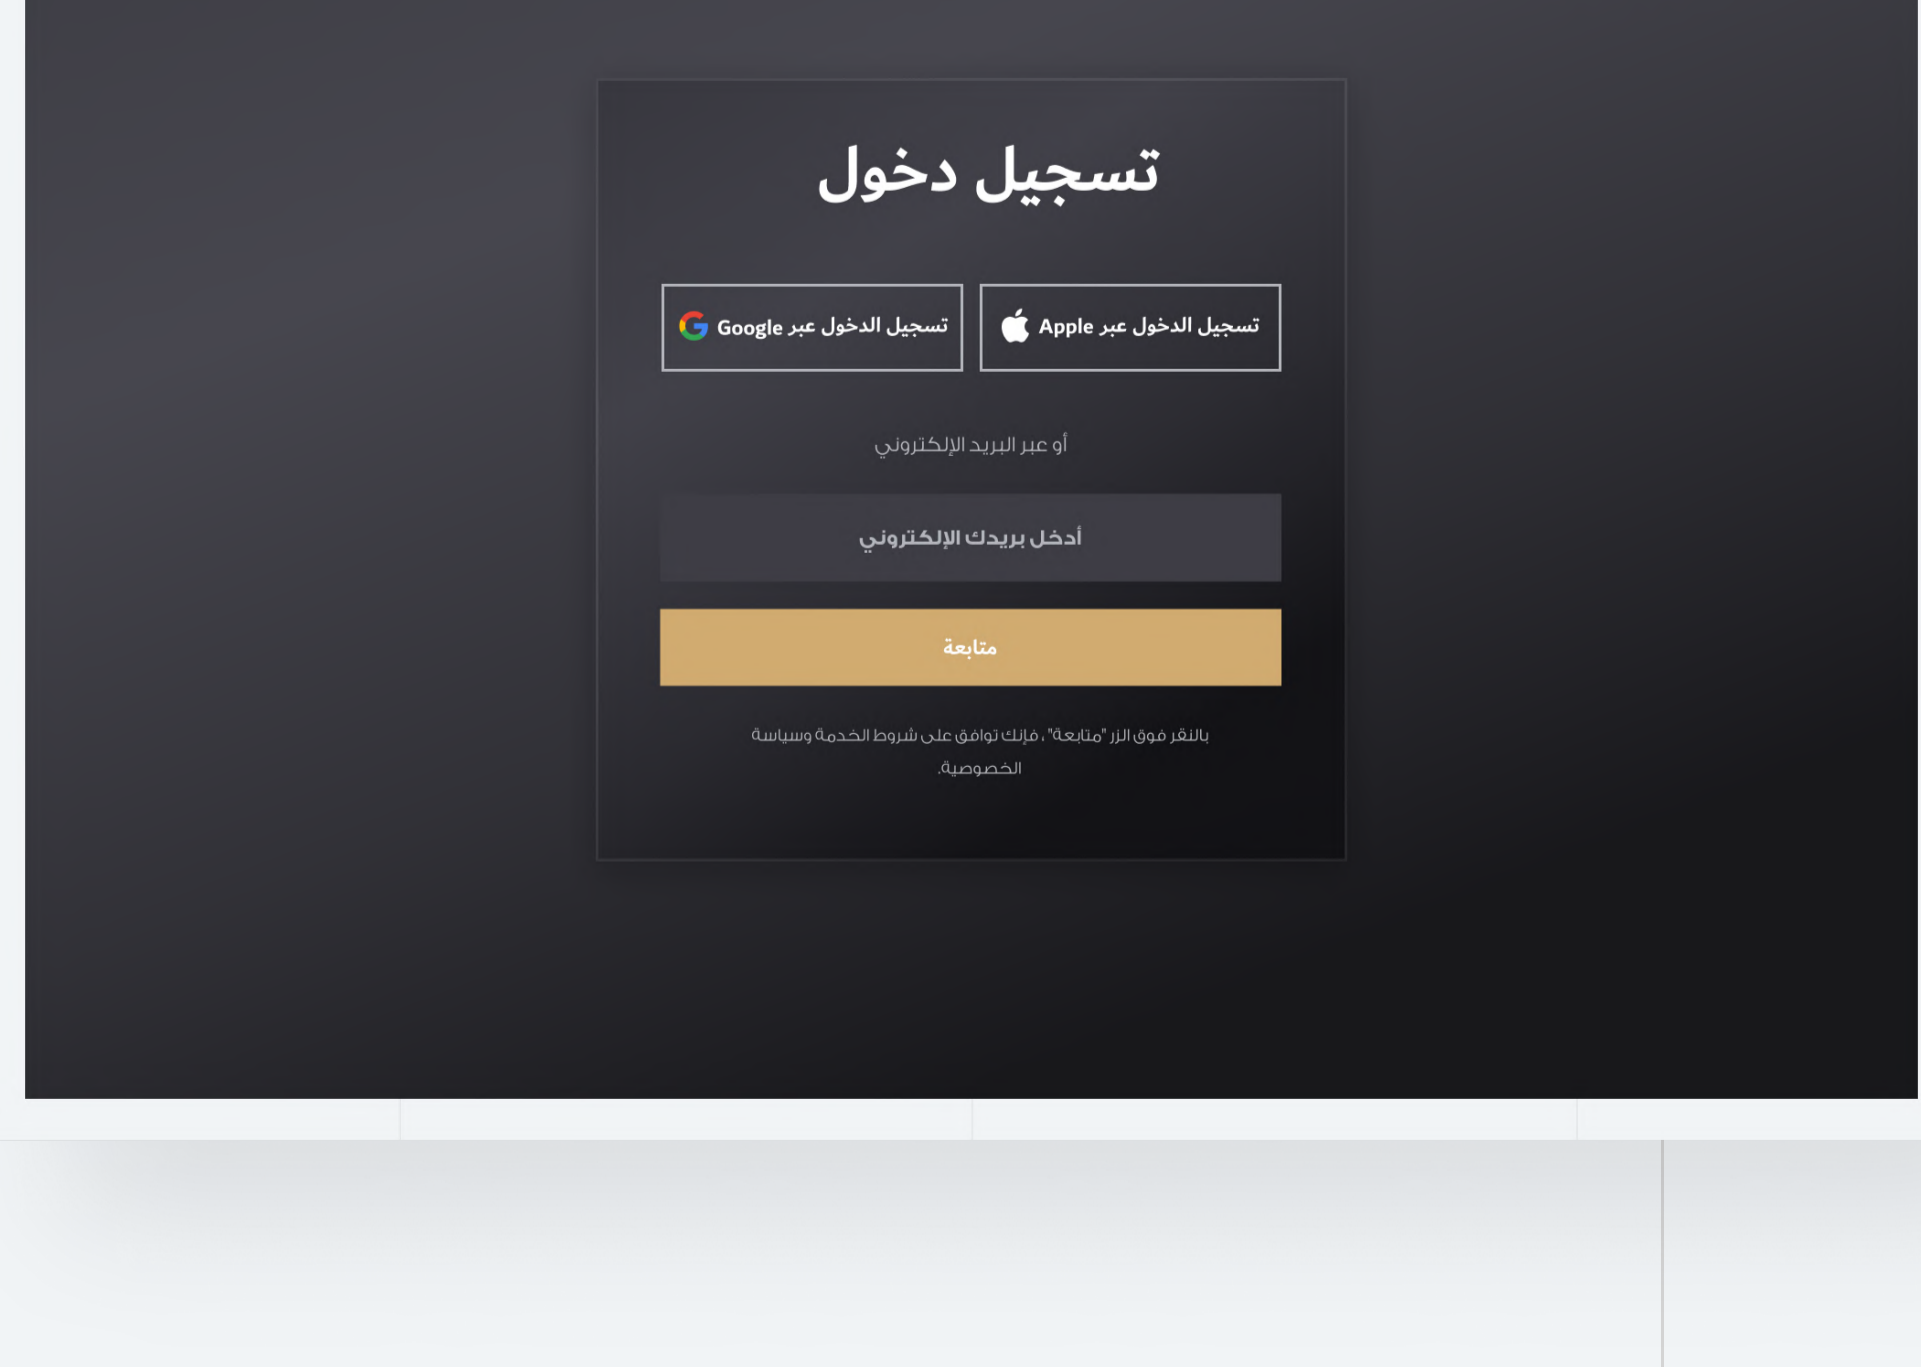 تسجيل دخول
تسجيل الدخول عبر Apple
تسجيل الدخول عبر Google
أو عبر البريد الإلكتروني
أدخل بريدك الإلكتروني
متابعة
بالنقر فوق الزر "متابعة" ، فإنك توافق على شروط الخدمة وسياسة
الخصوصية.